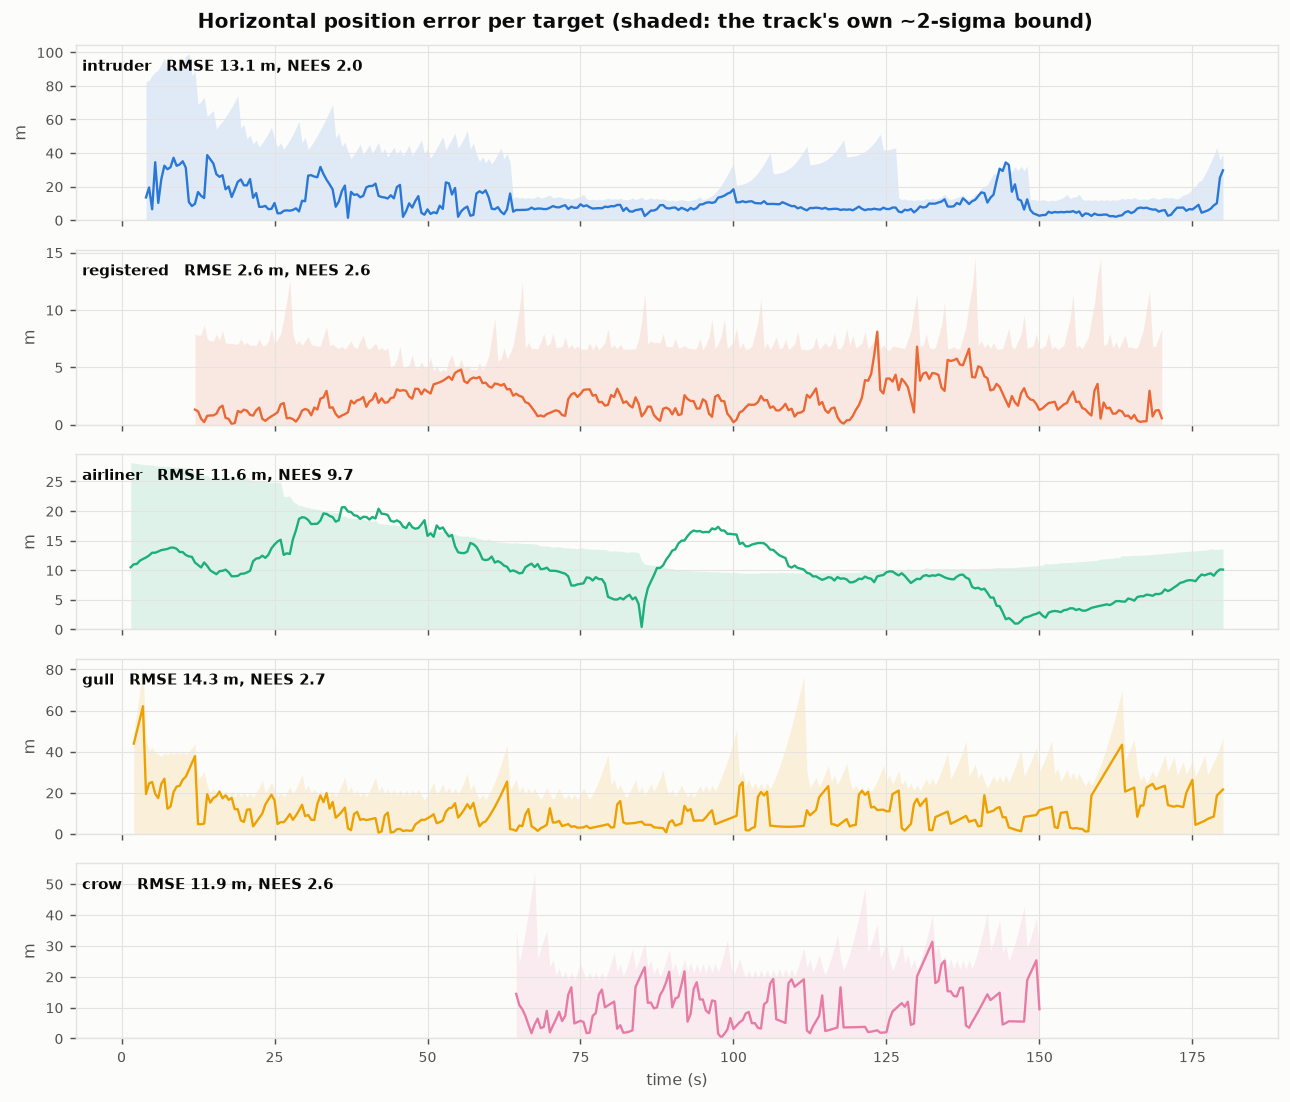 Horizontal position error per target (shaded: the track's own ~2-sigma bound)
100
80
60
40
20
0
m
intruder RMSE 13.1 m, NEES 2.0
15
10
5
0
m
registered RMSE 2.6 m, NEES 2.6
25
20
15
10
5
0
m
airliner RMSE 11.6 m, NEES 9.7
80
60
40
20
0
m
gull RMSE 14.3 m, NEES 2.7
50
40
30
20
10
0
m
crow RMSE 11.9 m, NEES 2.6
0 25 50 75 100 125 150 175
time (s)